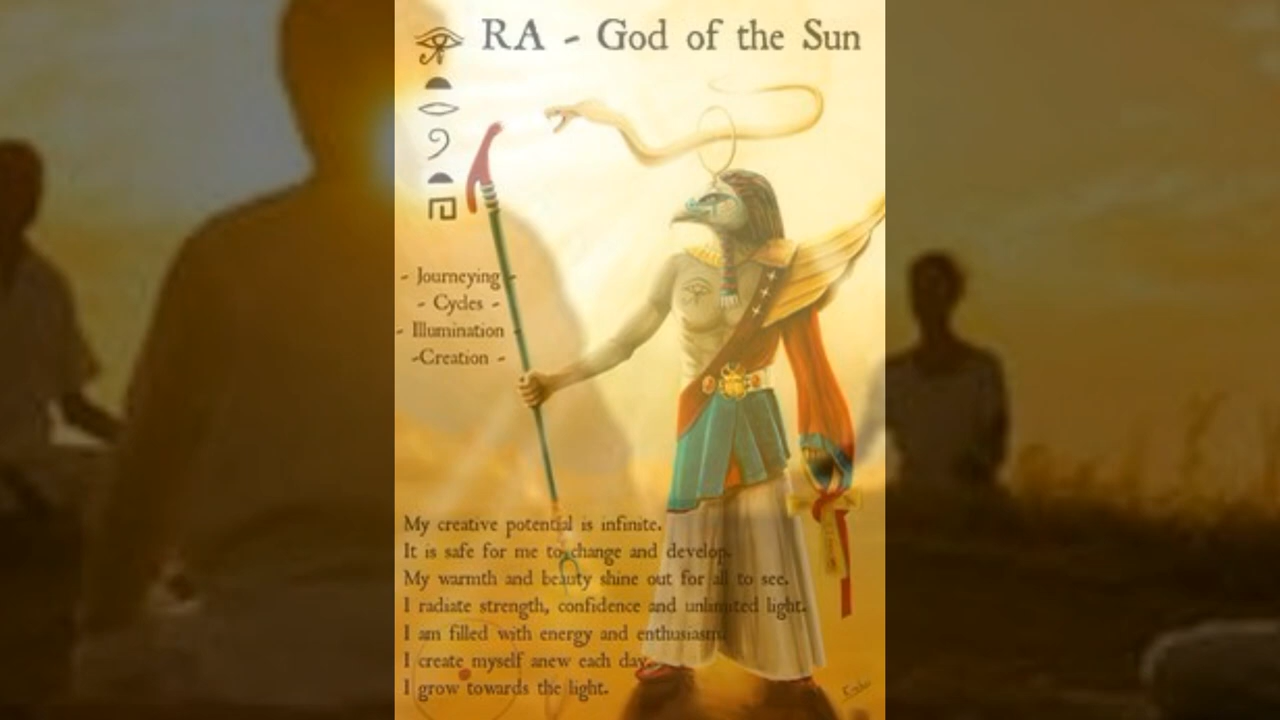 RA - God of the Sun
- Journeying -
- Cycles -
- Illumination -
-Creation -
My creative potential is infinite.
It is safe for me to change and develop.
My warmth and beauty shine out for all to see.
I radiate strength, confidence and unlimited light.
I am filled with energy and enthusiasm.
I create myself anew each day.
I grow towards the light.